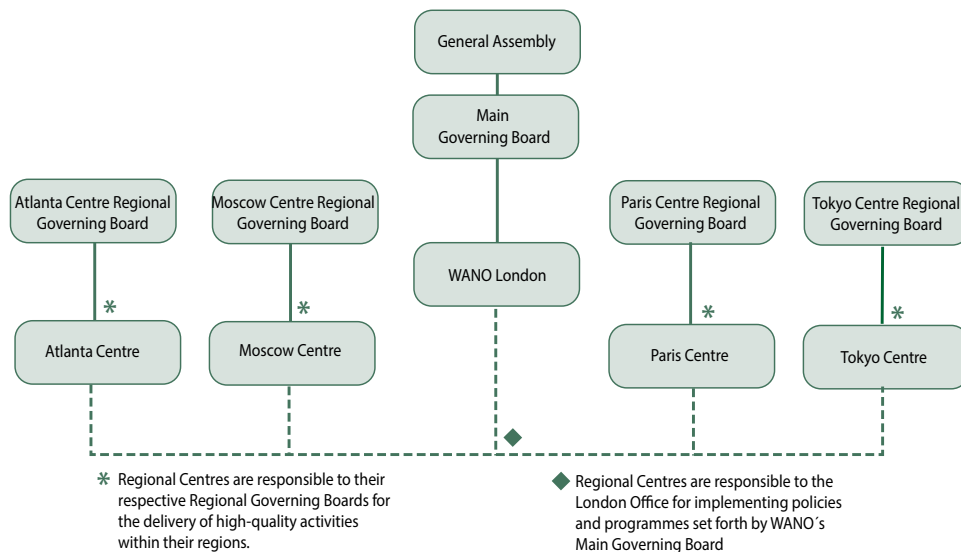 General Assembly
Main
Governing Board
Atlanta Centre Regional
Governing Board
Moscow Centre Regional
Governing Board
Paris Centre Regional
Governing Board
Tokyo Centre Regional
Governing Board
WANO London
*
*
*
*
Atlanta Centre
Moscow Centre
Paris Centre
Tokyo Centre
* Regional Centres are responsible to their
respective Regional Governing Boards for
the delivery of high-quality activities
within their regions.
◆ Regional Centres are responsible to the
London Office for implementing policies
and programmes set forth by WANO´s
Main Governing Board